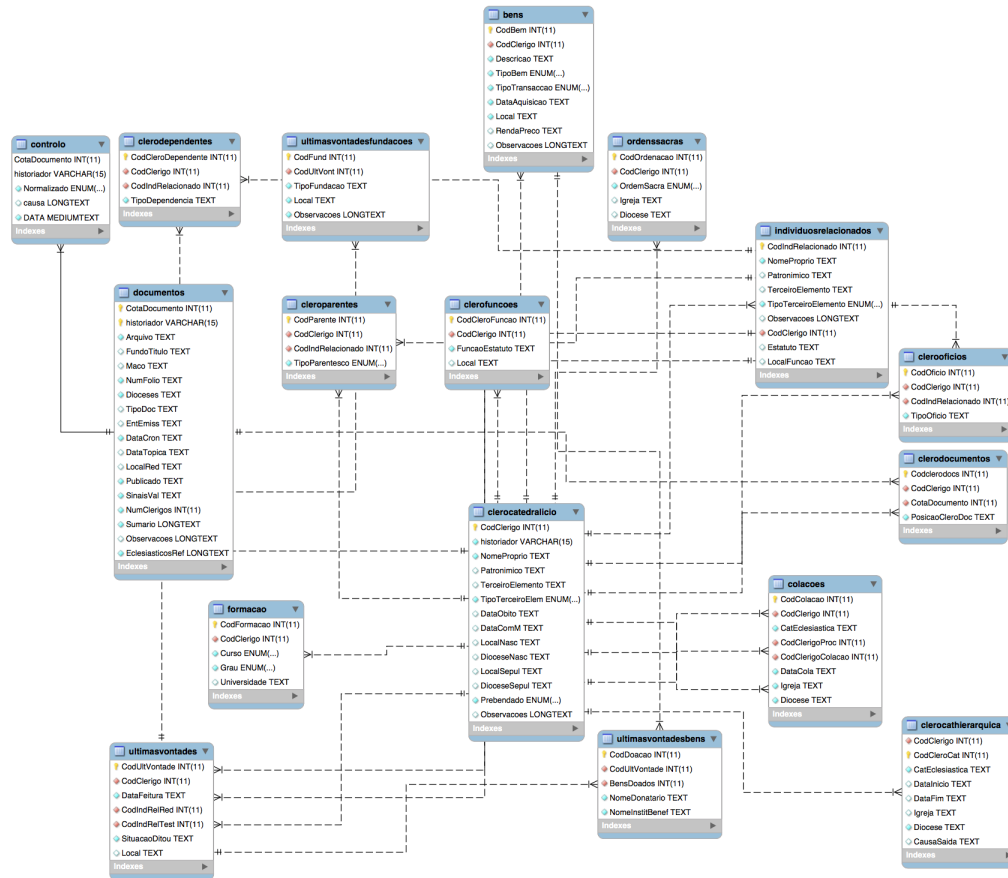 bens
CodBem INT(11)
CodClerigo INT(11)
Descricao TEXT
TipoBem ENUM(...)
TipoTransaccao ENUM(...)
DataAquisicao TEXT
Local TEXT
RendaPreco TEXT
Observacoes LONGTEXT
Indexes
controlo
CotaDocumento INT(11)
historiador VARCHAR(15)
Normalizado ENUM(...)
causa LONGTEXT
DATA MEDIUMTEXT
Indexes
clerodependentes
CodCleroDependente INT(11)
CodClerigo INT(11)
CodIndRelacionado INT(11)
TipoDependencia TEXT
Indexes
ultimasvontadesfundacoes
CodFund INT(11)
CodUltVont INT(11)
TipoFundacao TEXT
Local TEXT
Observacoes LONGTEXT
Indexes
ordenssacras
CodOrdenacao INT(11)
CodClerigo INT(11)
OrdemSacra ENUM(...)
Igreja TEXT
Diocese TEXT
Indexes
individuosrelacionados
CodIndRelacionado INT(11)
NomeProprio TEXT
Patronimico TEXT
TerceiroElemento TEXT
TipoTerceiroElemento ENUM(...)
Observacoes LONGTEXT
CodClerigo INT(11)
Estatuto TEXT
LocalFuncao TEXT
Indexes
documentos
CotaDocumento INT(11)
historiador VARCHAR(15)
Arquivo TEXT
FundoTitulo TEXT
Maco TEXT
NumFolio TEXT
Dioceses TEXT
TipoDoc TEXT
EntEmiss TEXT
DataCron TEXT
DataTopica TEXT
LocalRed TEXT
Publicado TEXT
SinaisVal TEXT
NumClerigos INT(11)
Sumario LONGTEXT
Observacoes LONGTEXT
EclesiasticosRef LONGTEXT
Indexes
cleroparentes
CodParente INT(11)
CodClerigo INT(11)
CodIndRelacionado INT(11)
TipoParentesco ENUM(...)
Indexes
clerofuncoes
CodCleroFuncao INT(11)
CodClerigo INT(11)
FuncaoEstatuto TEXT
Local TEXT
Indexes
clerooficios
CodOficio INT(11)
CodClerigo INT(11)
CodIndRelacionado INT(11)
TipoOficio TEXT
Indexes
clerodocumentos
Codclerodocs INT(11)
CodClerigo INT(11)
CotaDocumento INT(11)
PosicaoCleroDoc TEXT
Indexes
clerocatedralicio
CodClerigo INT(11)
historiador VARCHAR(15)
NomeProprio TEXT
Patronimico TEXT
TerceiroElemento TEXT
TipoTerceiroElem ENUM(...)
DataObito TEXT
DataComM TEXT
LocalNasc TEXT
DioceseNasc TEXT
LocalSepul TEXT
DioceseSepul TEXT
Prebendado ENUM(...)
Observacoes LONGTEXT
Indexes
formacao
CodFormacao INT(11)
CodClerigo INT(11)
Curso ENUM(...)
Grau ENUM(...)
Universidade TEXT
Indexes
colacoes
CodColacao INT(11)
CodClerigo INT(11)
CatEclesiastica TEXT
CodClerigoProc INT(11)
CodClerigoColacao INT(11)
DataCola TEXT
Igreja TEXT
Diocese TEXT
Indexes
ultimasvontades
CodUltVontade INT(11)
CodClerigo INT(11)
DataFeitura TEXT
CodIndRelRed INT(11)
CodIndRelTest INT(11)
SituacaoDitou TEXT
Local TEXT
Indexes
ultimasvontadesbens
CodDoacao INT(11)
CodUltVontade INT(11)
BensDoados INT(11)
NomeDonatario TEXT
NomeInstitBenef TEXT
Indexes
clerocathierarquica
CodClerigo INT(11)
CodCleroCat INT(11)
CatEclesiastica TEXT
DataInicio TEXT
DataFim TEXT
Igreja TEXT
Diocese TEXT
CausaSaida TEXT
Indexes